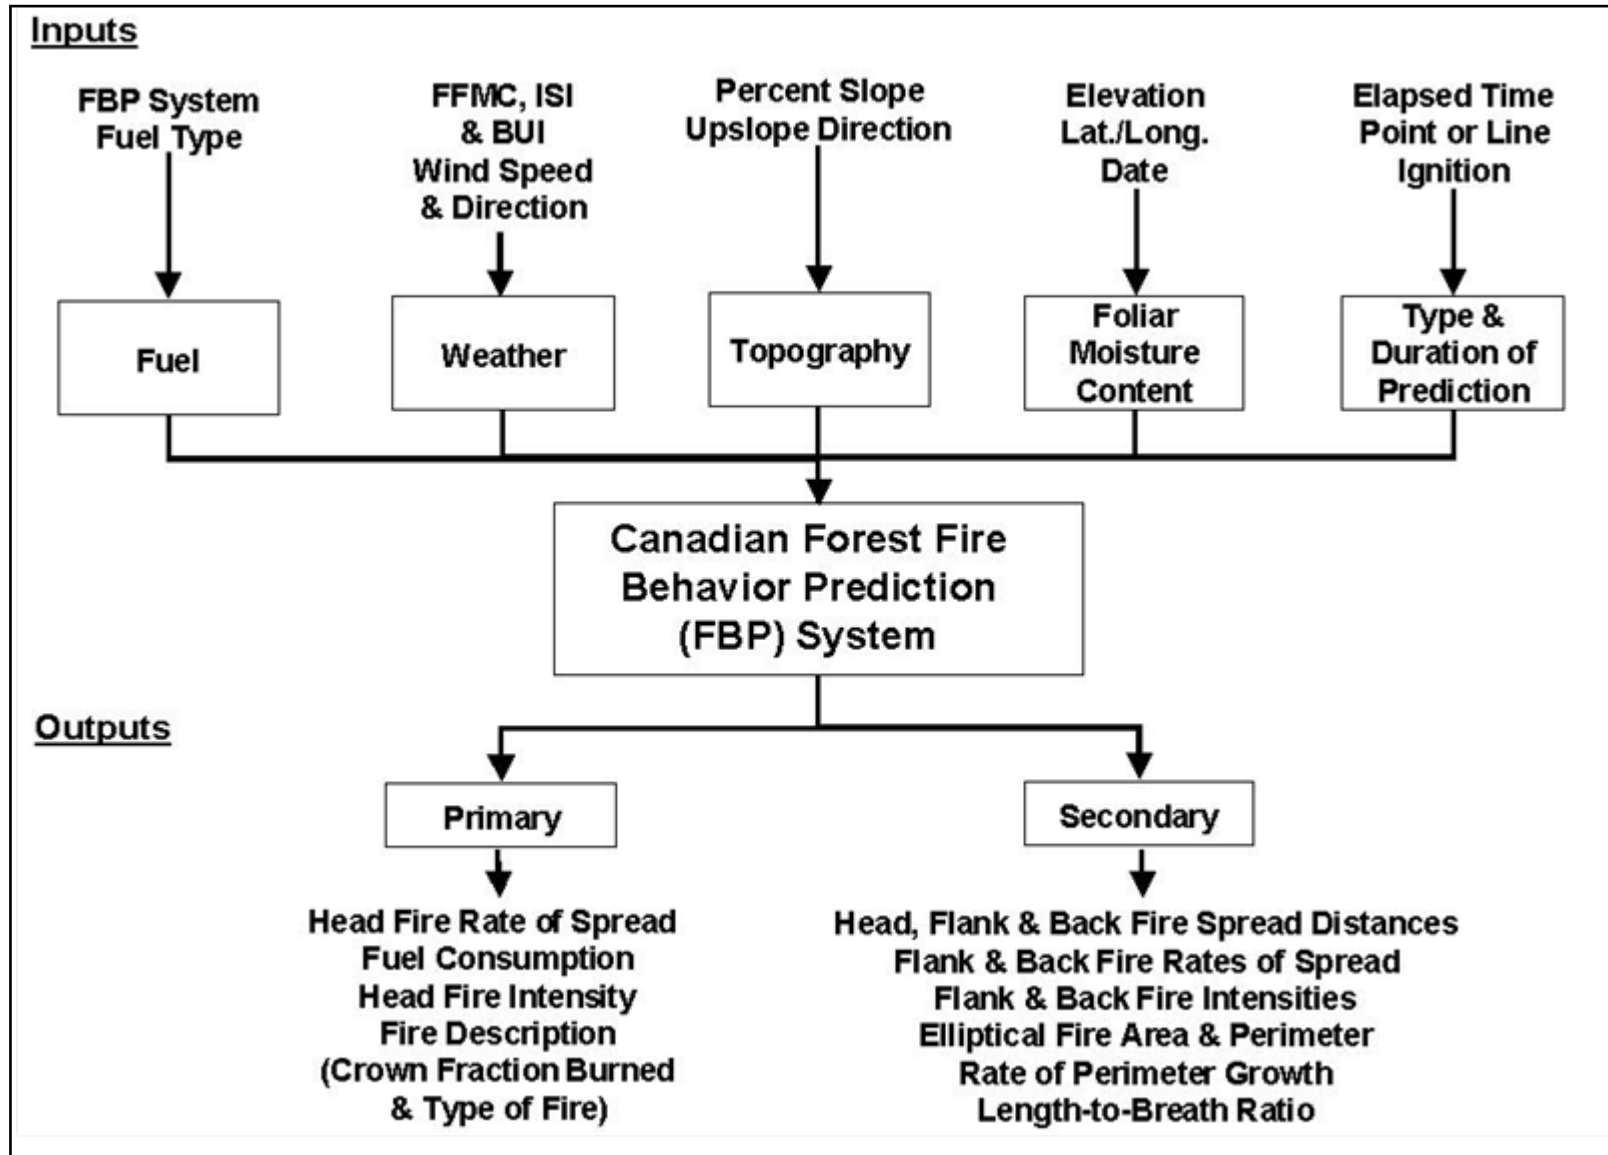 Inputs
FBP System
Fuel Type
FFMC, ISI
& BUI
Wind Speed
& Direction
Percent Slope
Upslope Direction
Elevation
Lat./Long.
Date
Elapsed Time
Point or Line
Ignition
Fuel
Weather
Topography
Foliar
Moisture
Content
Type &
Duration of
Prediction
Canadian Forest Fire
Behavior Prediction
(FBP) System
Outputs
Primary
Secondary
Head Fire Rate of Spread
Fuel Consumption
Head Fire Intensity
Fire Description
(Crown Fraction Burned
& Type of Fire)
Head, Flank & Back Fire Spread Distances
Flank & Back Fire Rates of Spread
Flank & Back Fire Intensities
Elliptical Fire Area & Perimeter
Rate of Perimeter Growth
Length-to-Breath Ratio